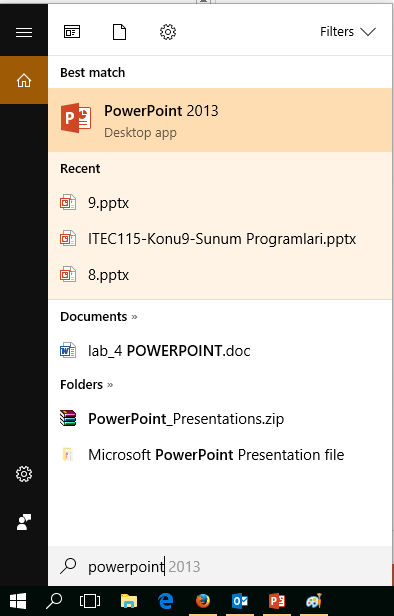 Filters
Best match
PowerPoint 2013
Desktop app
Recent
9.pptx
ITEC115-Konu9-Sunum Programlari.pptx
8.pptx
Documents »
lab_4 POWERPOINT.doc
Folders »
PowerPoint_Presentations.zip
Microsoft PowerPoint Presentation file
powerpoint 2013